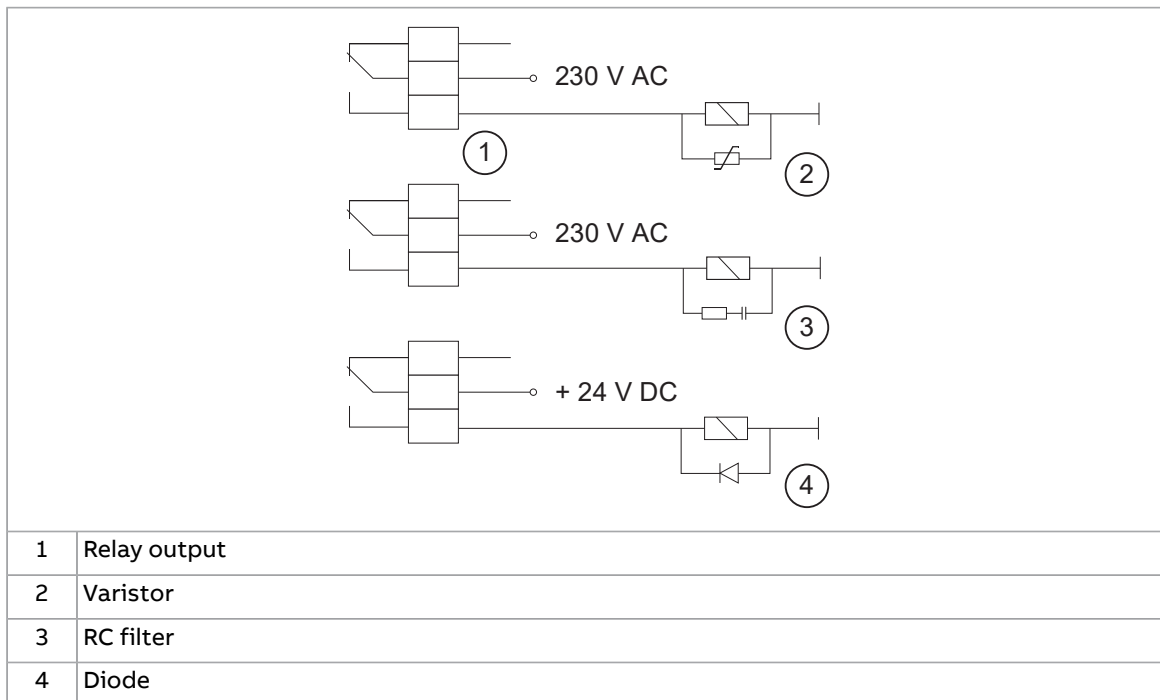 230 V AC
1
2
230 V AC
3
+ 24 V DC
4
1 Relay output
2 Varistor
3 RC filter
4 Diode